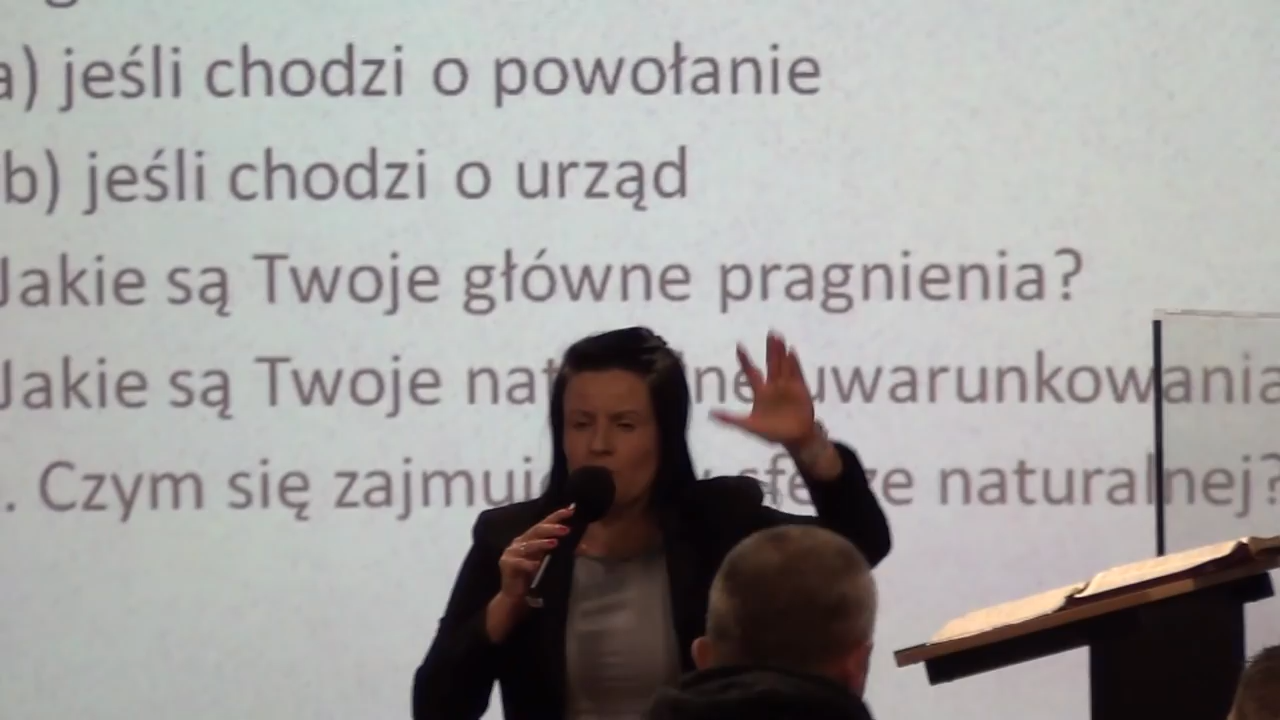 a) jeśli chodzi o powołanie
b) jeśli chodzi o urząd
Jakie są Twoje główne pragnienia?
Jakie są Twoje uwarunkowania
. Czym się naturalnej?